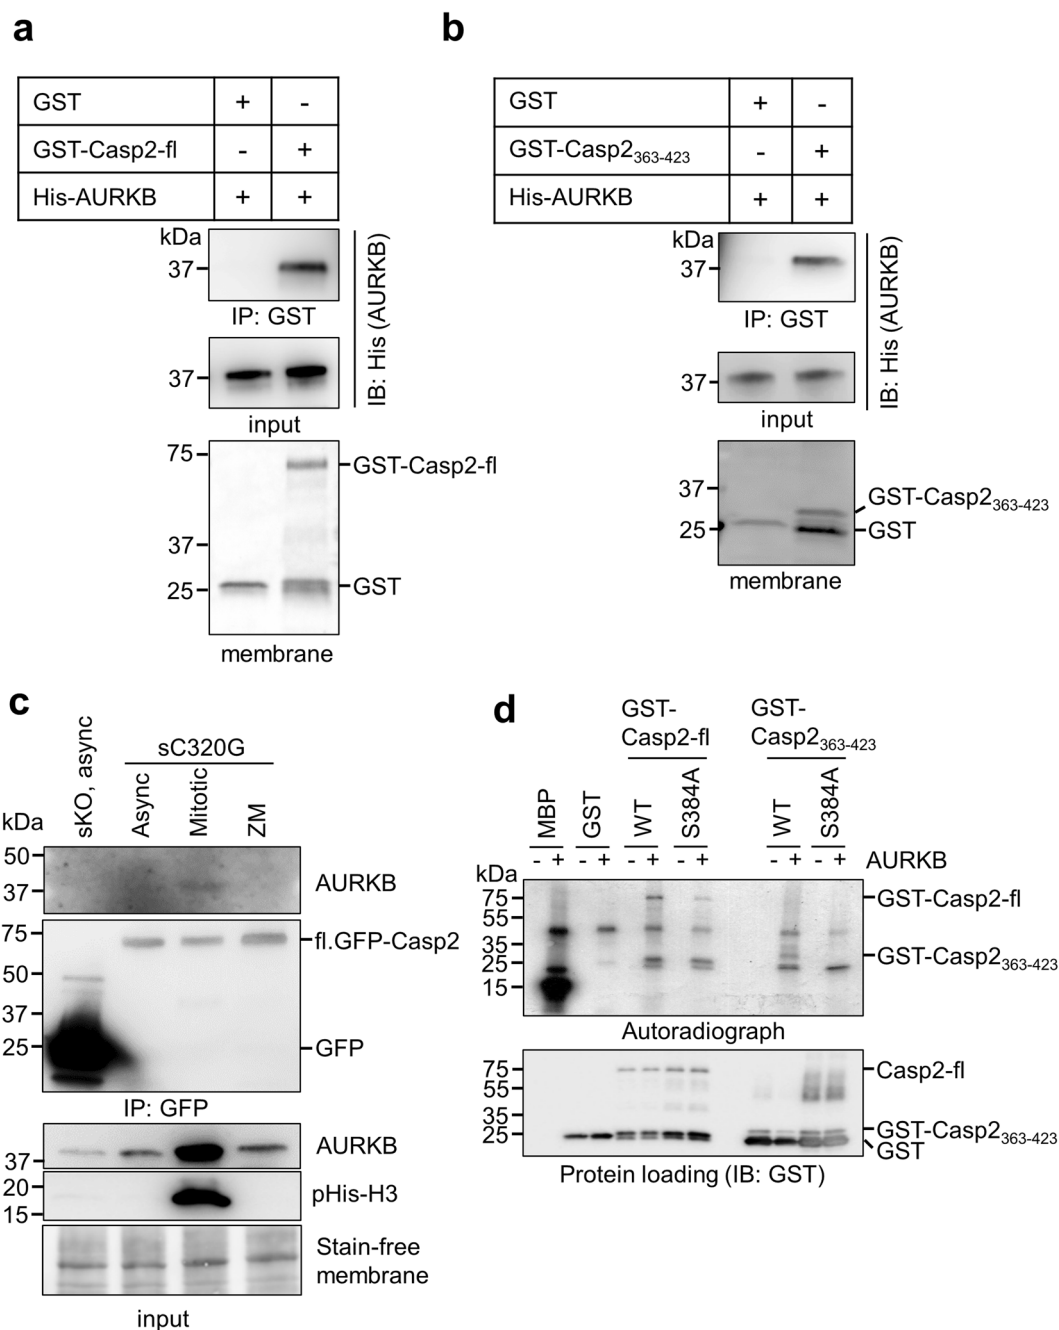 a
GST + -
GST-Casp2-fl - +
His-AURKB + +
kDa
37
IP: GST
37
input
IB: His (AURKB)
75
GST-Casp2-fl
37
25
GST
membrane
b
GST + -
GST-Casp2363-423 - +
His-AURKB + +
kDa
37
IP: GST
37
input
IB: His (AURKB)
37
GST-Casp2363-423
25
GST
membrane
c
sKO, async
sC320G
Async
Mitotic
ZM
kDa
50
37
AURKB
75
fl.GFP-Casp2
50
37
25
GFP
IP: GFP
AURKB
37
20
pHis-H3
15
Stain-free
membrane
input
d
GST-
Casp2-fl
GST-
Casp2363-423
MBP
GST
WT
S384A
WT
S384A
- + - + - + - + - + - + AURKB
kDa
75
GST-Casp2-fl
55
35
25
GST-Casp2363-423
15
Autoradiograph
75
Casp2-fl
55
35
25
GST-Casp2363-423
GST
Protein loading (IB: GST)